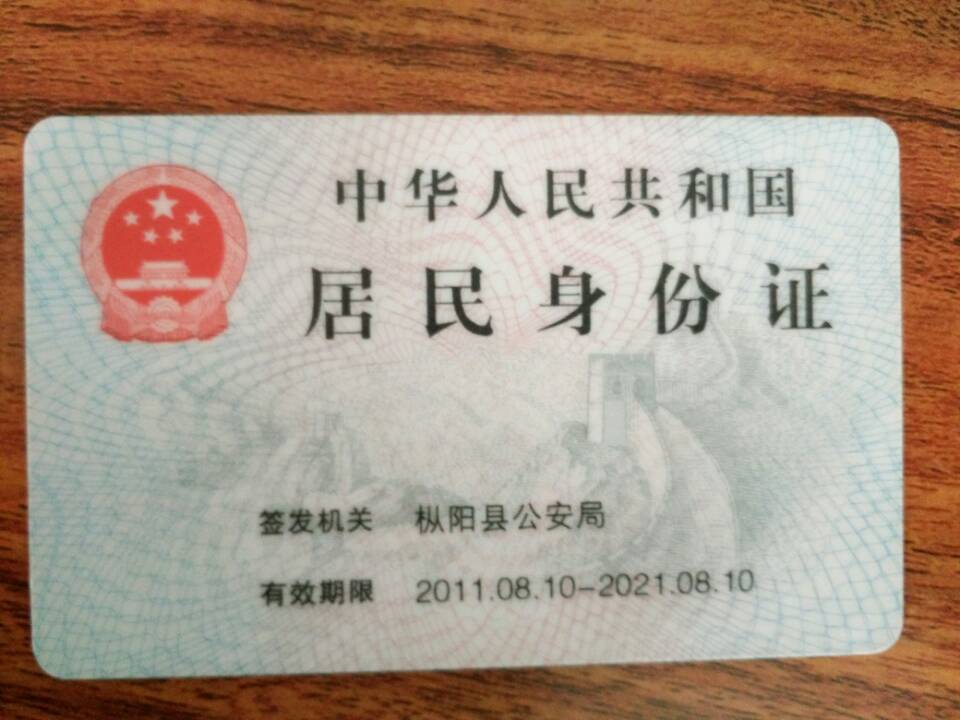 中华人民共和国
居民身份证
签发机关 枞阳县公安局
有效期限 2011.08.10-2021.08.10